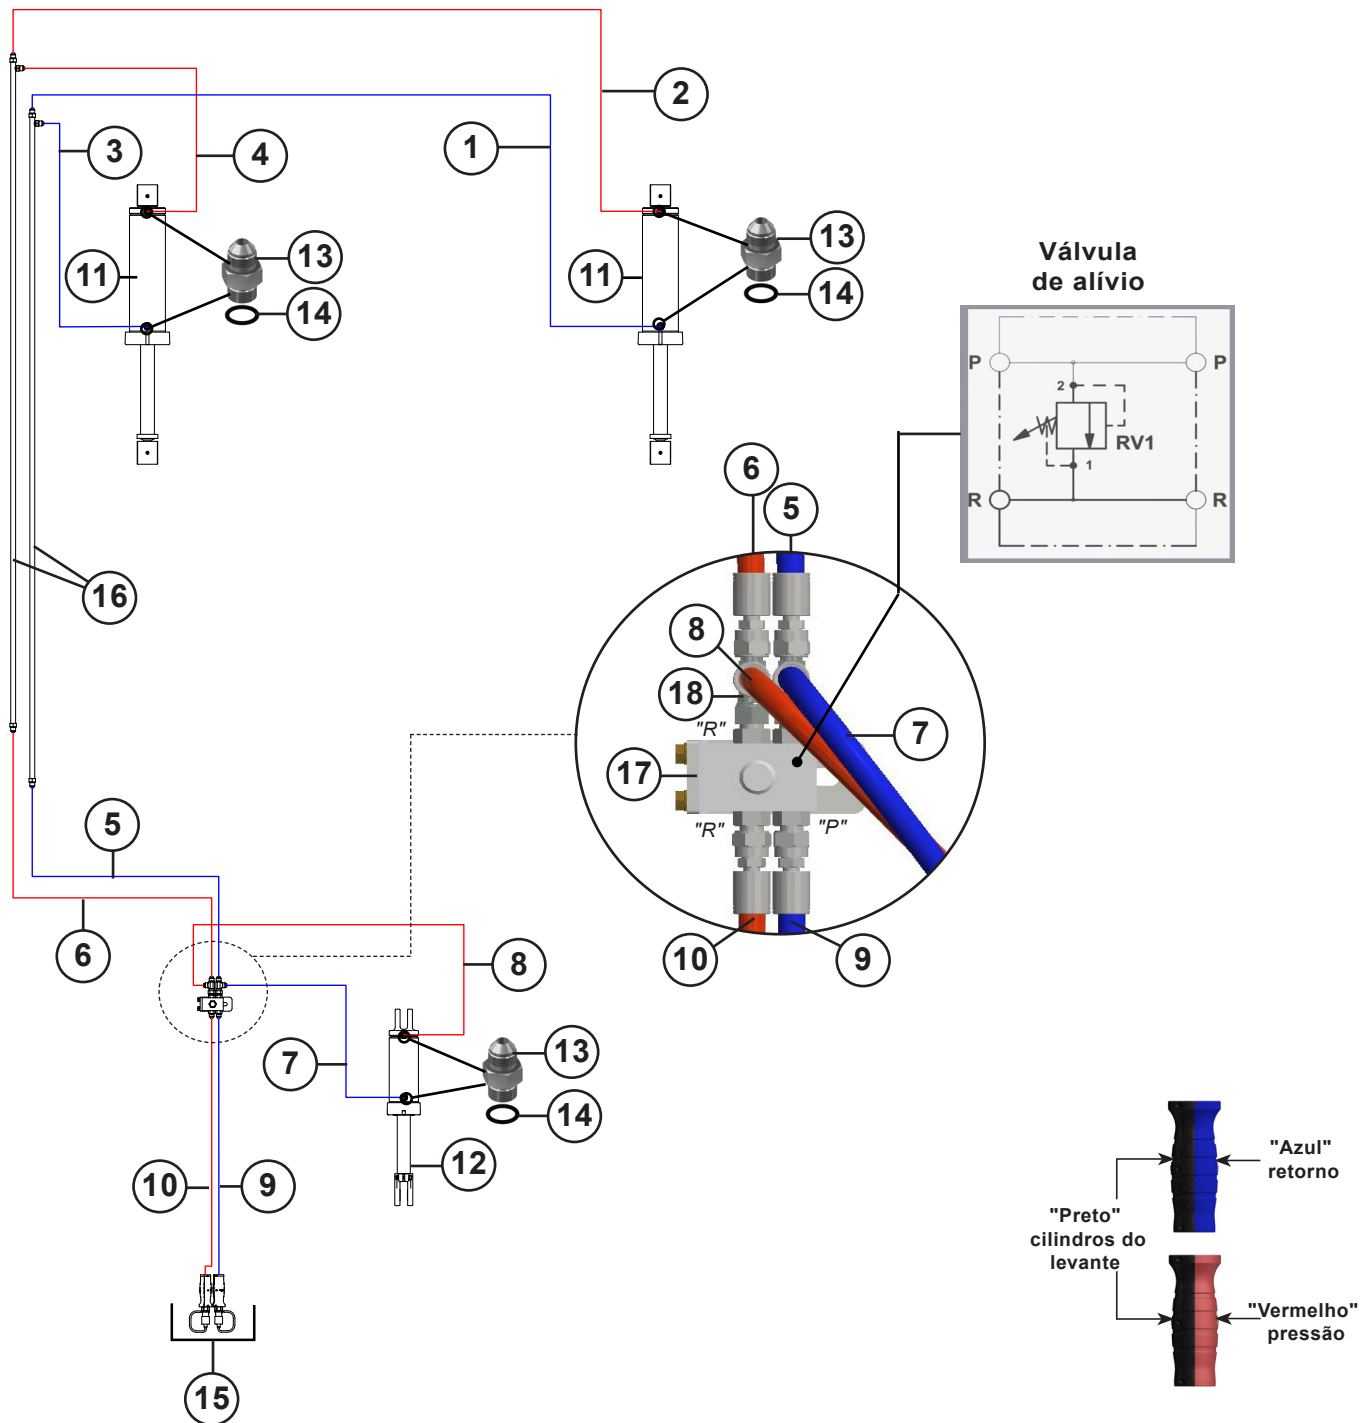 2
1
3
4
13
13
11
11
14
14
Válvula
de alívio
P
P
2
RV1
1
R
R
6
5
16
8
18
"R"
7
17
"R"
"P"
5
10
9
6
8
7
13
14
12
10
9
15
"Azul"
retorno
"Preto"
cilindros do
levante
"Vermelho"
pressão